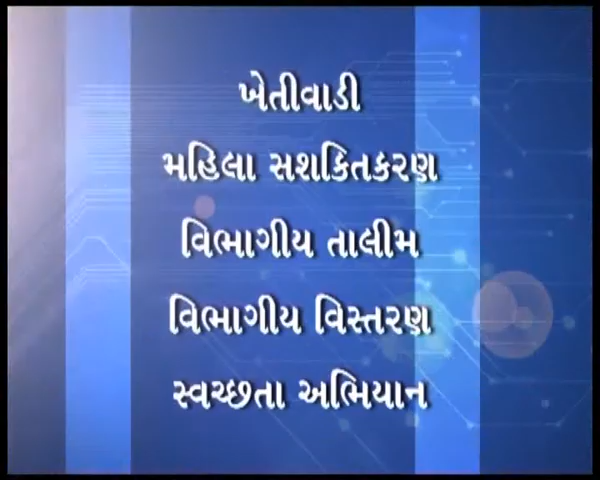 ખેતીવાડી
મહિલા સશકિતકરણ
વિભાગીય તાલીમ
વિભાગીય વિસ્તરણ
સ્વચ્છતા અભિયાન